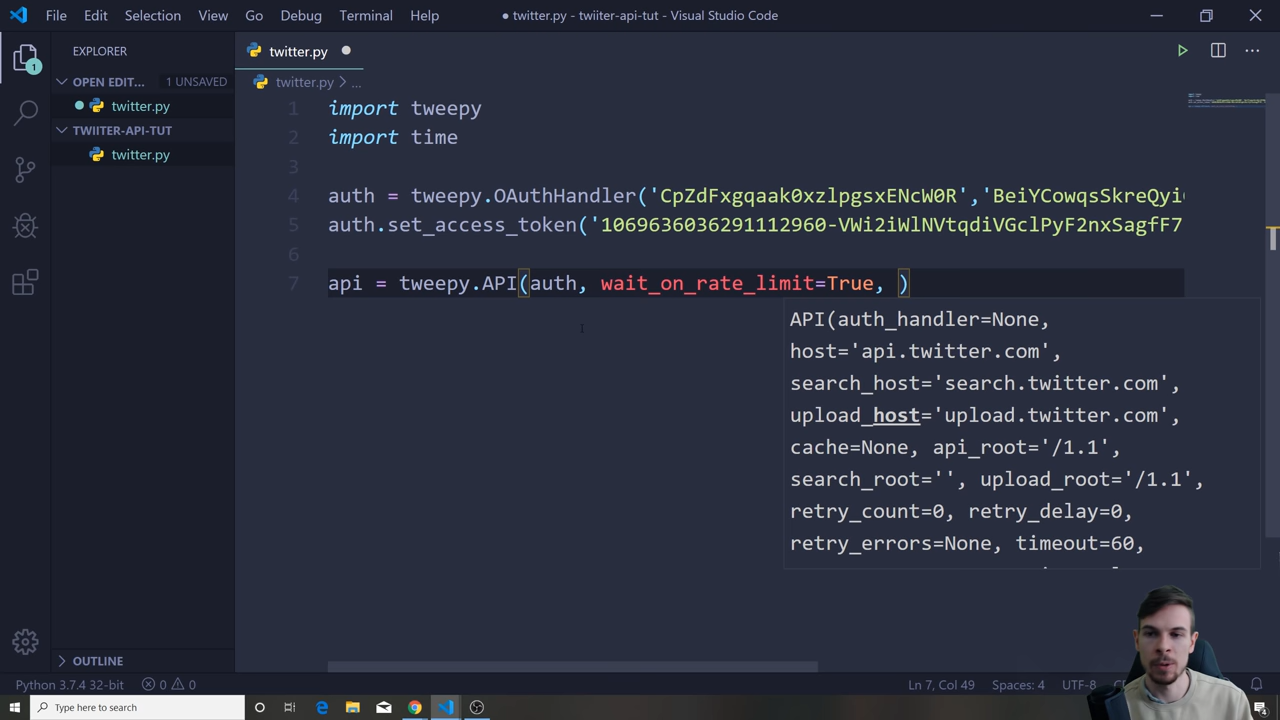 File Edit Selection View Go Debug Terminal Help
● twitter.py - twiiter-api-tut - Visual Studio Code
EXPLORER
OPEN EDIT... 1 UNSAVED
twitter.py
TWIITER-API-TUT
twitter.py
OUTLINE
twitter.py
twitter.py > ...
1 import tweepy
2 import time
3
4 auth = tweepy.OAuthHandler('CpZdFxgqaak0xzlpgsxENcW0R','BeiYCowqsSkreQyi
5 auth.set_access_token('1069636036291112960-VWi2iWlNVtqdiVGclPyF2nxSagfF7
6
7 api = tweepy.API(auth, wait_on_rate_limit=True, )
API(auth_handler=None,
host='api.twitter.com',
search_host='search.twitter.com',
upload_host='upload.twitter.com',
cache=None, api_root='/1.1',
search_root='', upload_root='/1.1',
retry_count=0, retry_delay=0,
retry_errors=None, timeout=60,
Python 3.7.4 32-bit 0 0 Ln 7, Col 49 Spaces: 4 UTF-8
Type here to search